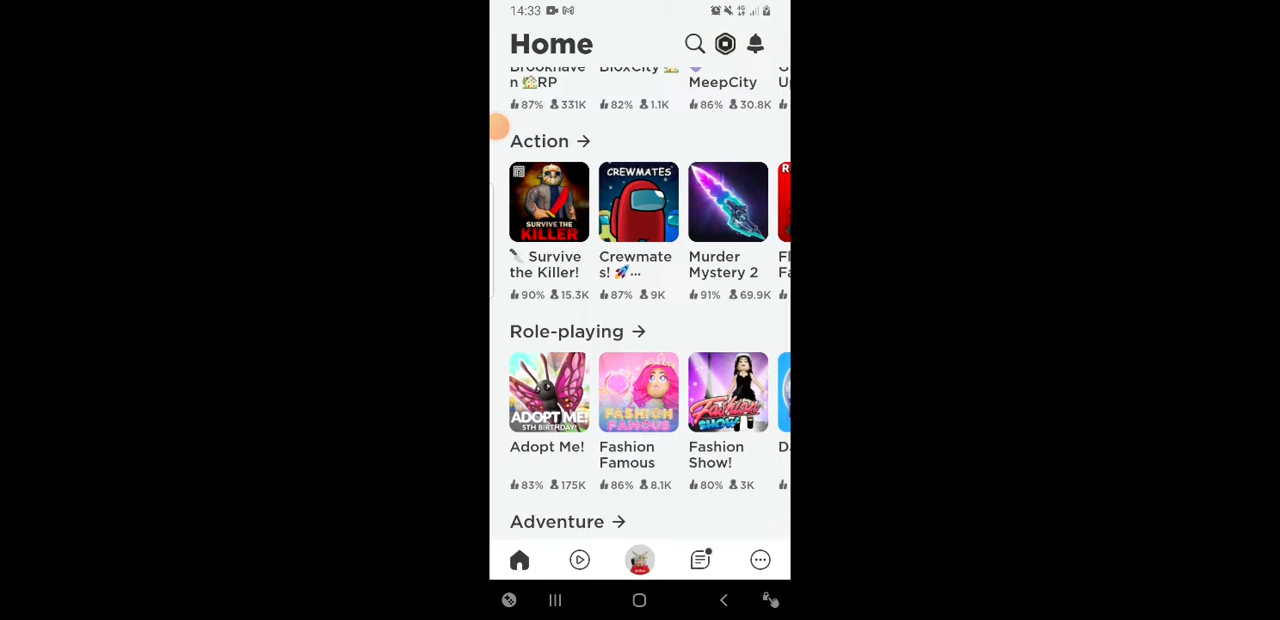 14:33
Home
Brookhave BloxCity
n 🏡RP MeepCity
87% 331K 82% 1.1K 86% 30.8K
Action →
SURVIVE THE KILLER CREWMATES
🔪 Survive Crewmate Murder
the Killer! s! 🚀... Mystery 2
90% 15.3K 87% 9K 91% 69.9K
Role-playing →
ADOPT ME! 5TH BIRTHDAY! FASHION FAMOUS Fashion SHOW
Adopt Me! Fashion Fashion
Famous Show!
83% 175K 86% 8.1K 80% 3K
Adventure →